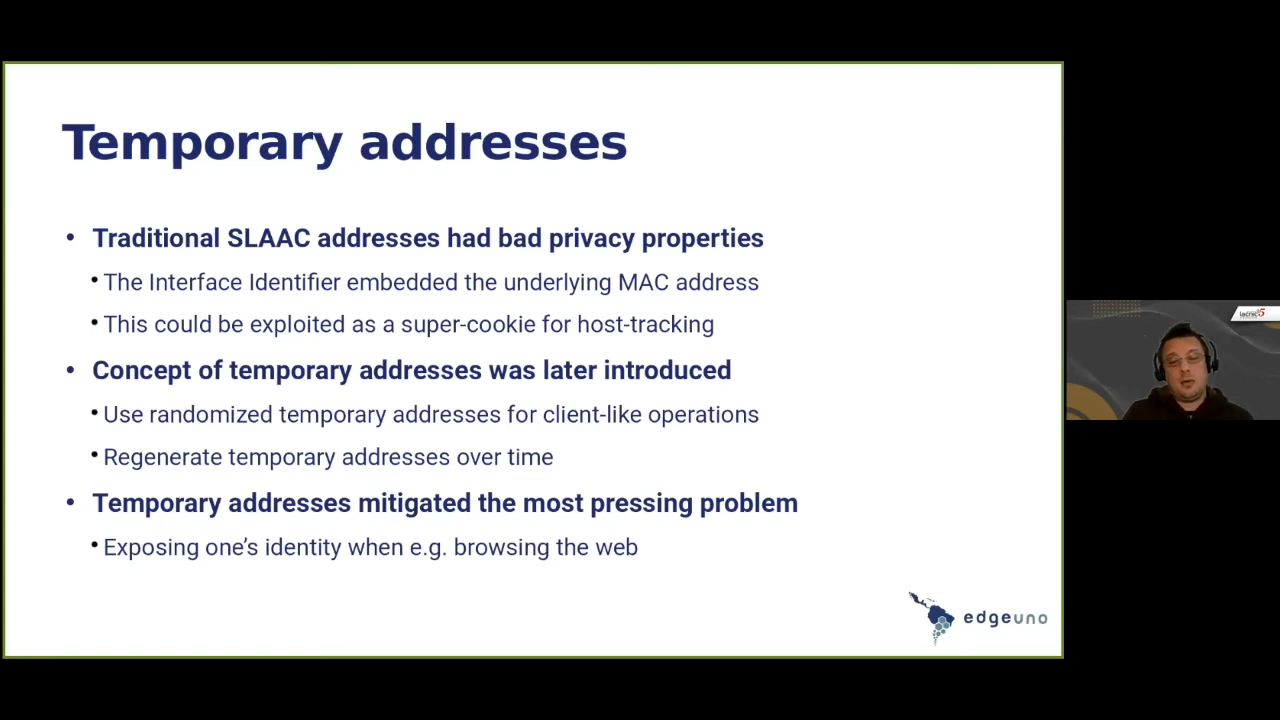 Temporary addresses
• Traditional SLAAC addresses had bad privacy properties
• The Interface Identifier embedded the underlying MAC address
• This could be exploited as a super-cookie for host-tracking
• Concept of temporary addresses was later introduced
• Use randomized temporary addresses for client-like operations
• Regenerate temporary addresses over time
• Temporary addresses mitigated the most pressing problem
• Exposing one’s identity when e.g. browsing the web
edgeuno